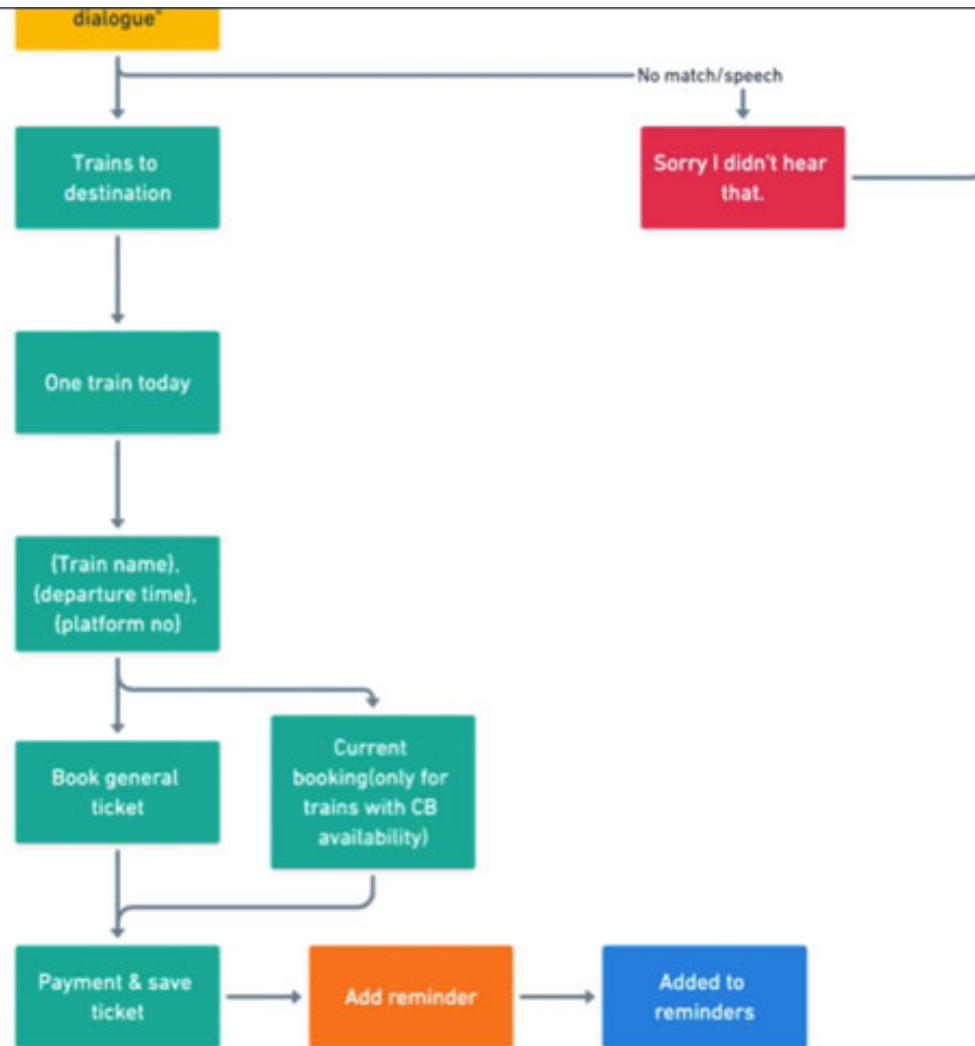 dialogue"
No match/speech
Trains to
destination
Sorry I didn't hear
that.
One train today
{Train name},
{departure time},
{platform no}
Book general
ticket
Current
booking(only for
trains with CB
availability)
Payment & save
ticket
Add reminder
Added to
reminders